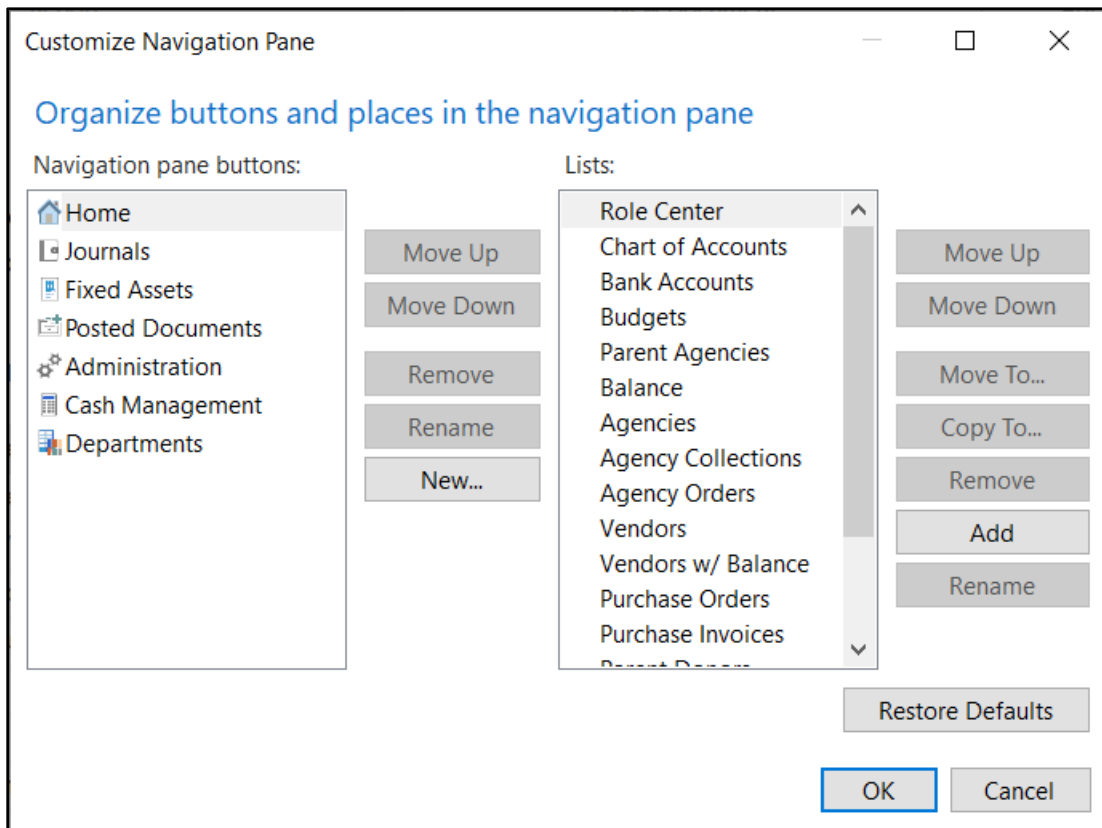 Customize Navigation Pane
Organize buttons and places in the navigation pane
Navigation pane buttons:
Home
Journals
Fixed Assets
Posted Documents
Administration
Cash Management
Departments
Move Up
Move Down
Remove
Rename
New...
Lists:
Role Center
Chart of Accounts
Bank Accounts
Budgets
Parent Agencies
Balance
Agencies
Agency Collections
Agency Orders
Vendors
Vendors w/ Balance
Purchase Orders
Purchase Invoices
Parent Donors
Move Up
Move Down
Move To...
Copy To...
Remove
Add
Rename
Restore Defaults
OK
Cancel